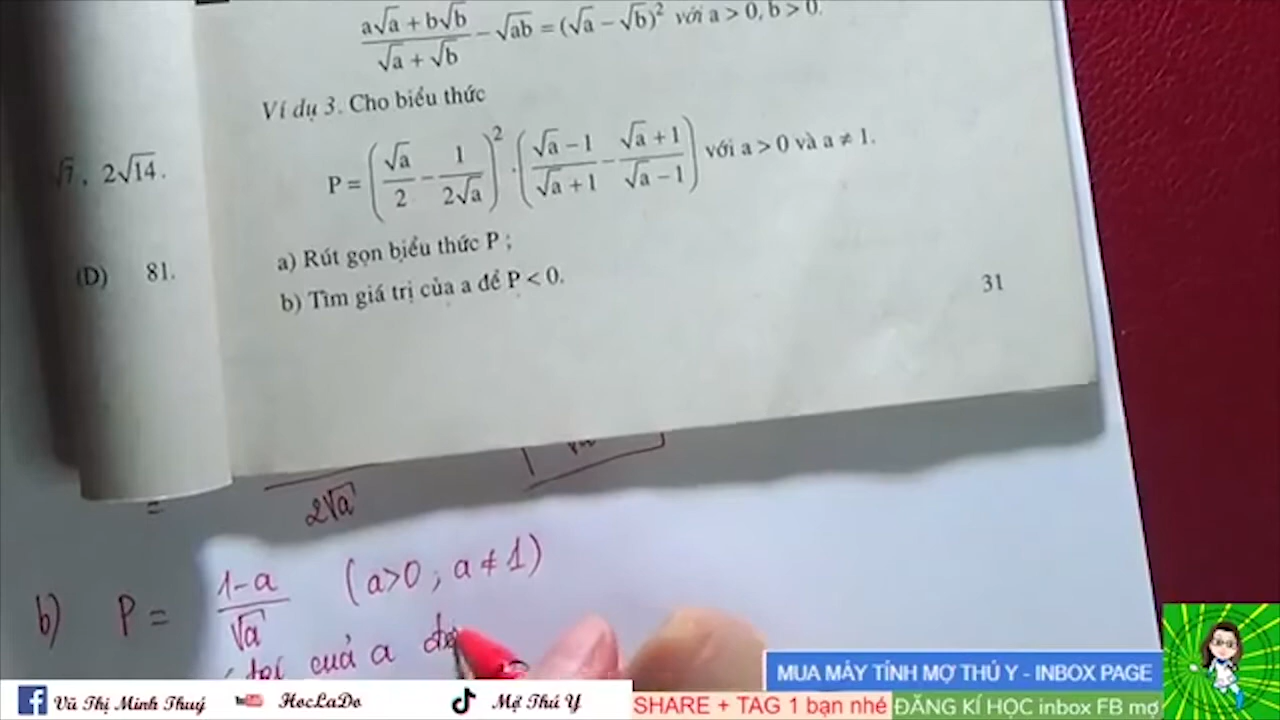 a√a + b√b / √a + √b − √ab = (√a − √b)² với a > 0, b > 0.
Ví dụ 3. Cho biểu thức
P = (√a/2 − 1/2√a)² . (√a − 1/√a + 1 − √a + 1/√a − 1) với a > 0 và a ≠ 1.
a) Rút gọn biểu thức P ;
b) Tìm giá trị của a để P < 0.
31
√7 , 2√14 .
(D) 81.
=
2√a
b) P = 1-a/√a (a>0 ; a ≠ 1)
của a
MUA MÁY TÍNH MỢ THÚ Y - INBOX PAGE
Vũ Thị Minh Thuý
HocLaDo
Mợ Thú Y
SHARE + TAG 1 bạn nhé
ĐĂNG KÍ HỌC inbox FB mợ